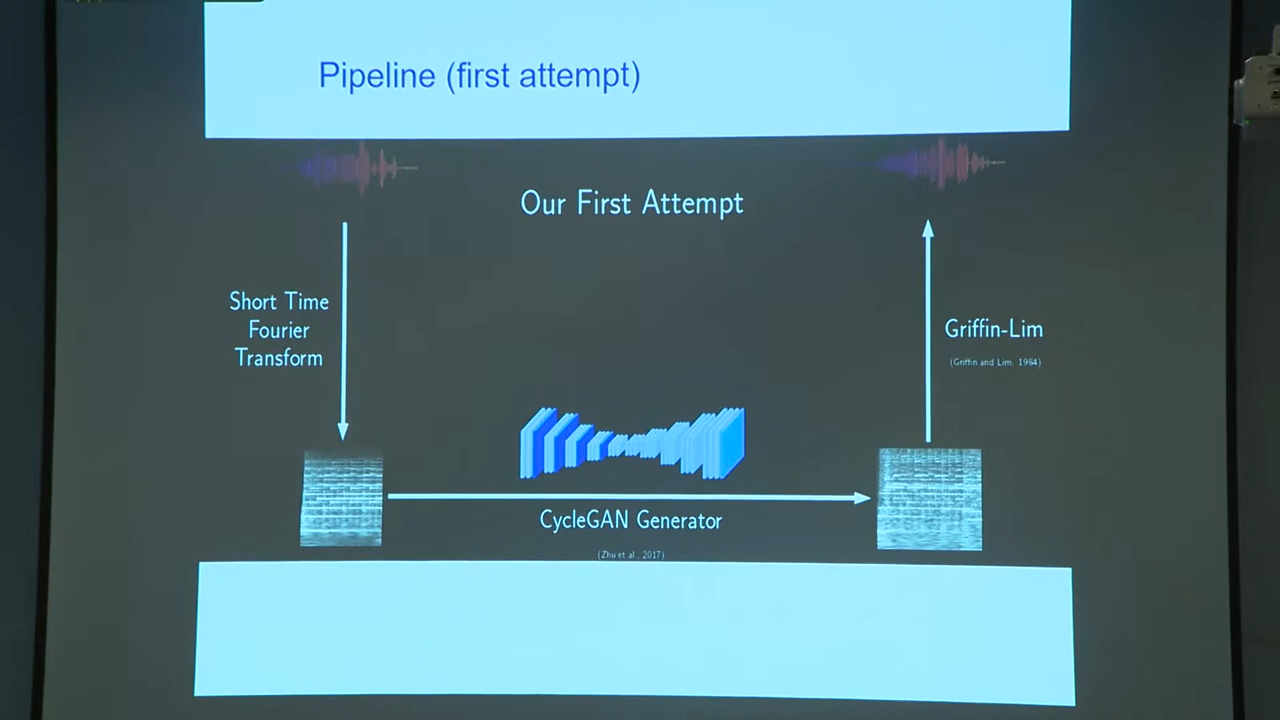 Pipeline (first attempt)
Our First Attempt
Short Time
Fourier
Transform
Griffin-Lim
(Griffin and Lim, 1984)
CycleGAN Generator
(Zhu et al., 2017)